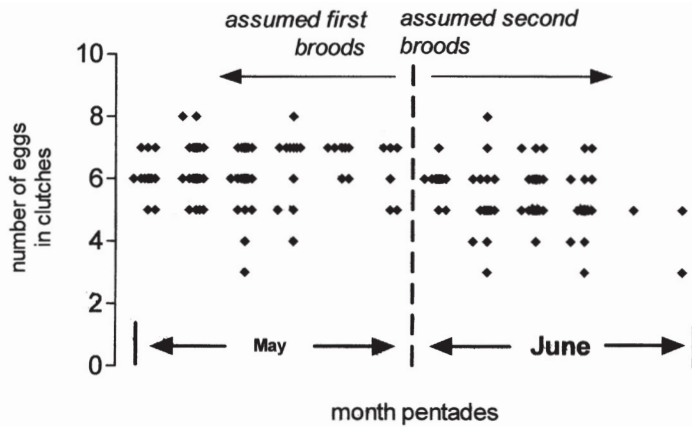 assumed first
broods
assumed second
broods
10
8
6
4
2
0
number of eggs
in clutches
May
June
month pentades